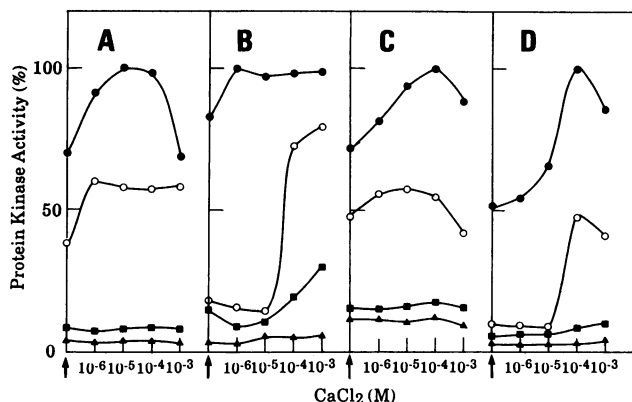 A B C D
Protein Kinase Activity (%)
100
50
0
10⁻⁶ 10⁻⁵ 10⁻⁴ 10⁻³ 10⁻⁶ 10⁻⁵ 10⁻⁴ 10⁻³ 10⁻⁶ 10⁻⁵ 10⁻⁴ 10⁻³ 10⁻⁶ 10⁻⁵ 10⁻⁴ 10⁻³
CaCl₂ (M)